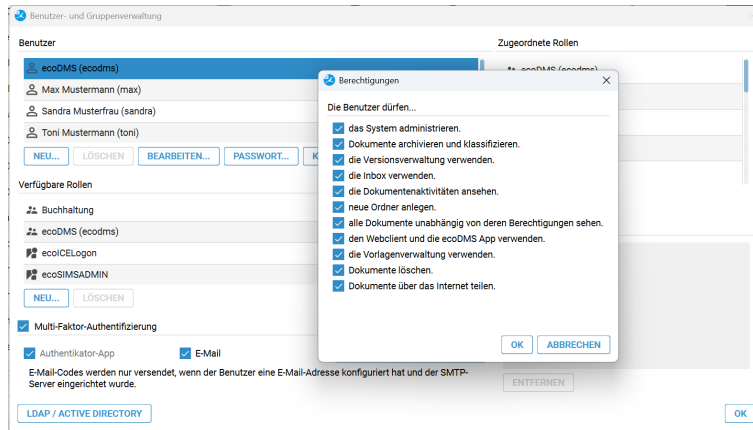 Benutzer- und Gruppenverwaltung
Benutzer
ecoDMS (ecodms)
Max Mustermann (max)
Sandra Musterfrau (sandra)
Toni Mustermann (toni)
NEU... LÖSCHEN BEARBEITEN... PASSWORT... K
Verfügbare Rollen
Buchhaltung
ecoDMS (ecodms)
ecoICELogon
ecoSIMSADMIN
NEU... LÖSCHEN
Multi-Faktor-Authentifizierung
Authentikator-App E-Mail
E-Mail-Codes werden nur versendet, wenn der Benutzer eine E-Mail-Adresse konfiguriert hat und der SMTP-
Server eingerichtet wurde.
LDAP / ACTIVE DIRECTORY
Zugeordnete Rollen
ecoDMS (ecodms)
Berechtigungen
Die Benutzer dürfen...
das System administrieren.
Dokumente archivieren und klassifizieren.
die Versionsverwaltung verwenden.
die Inbox verwenden.
die Dokumentenaktivitäten ansehen.
neue Ordner anlegen.
alle Dokumente unabhängig von deren Berechtigungen sehen.
den Webclient und die ecoDMS App verwenden.
die Vorlagenverwaltung verwenden.
Dokumente löschen.
Dokumente über das Internet teilen.
OK ABBRECHEN
ENTFERNEN
OK